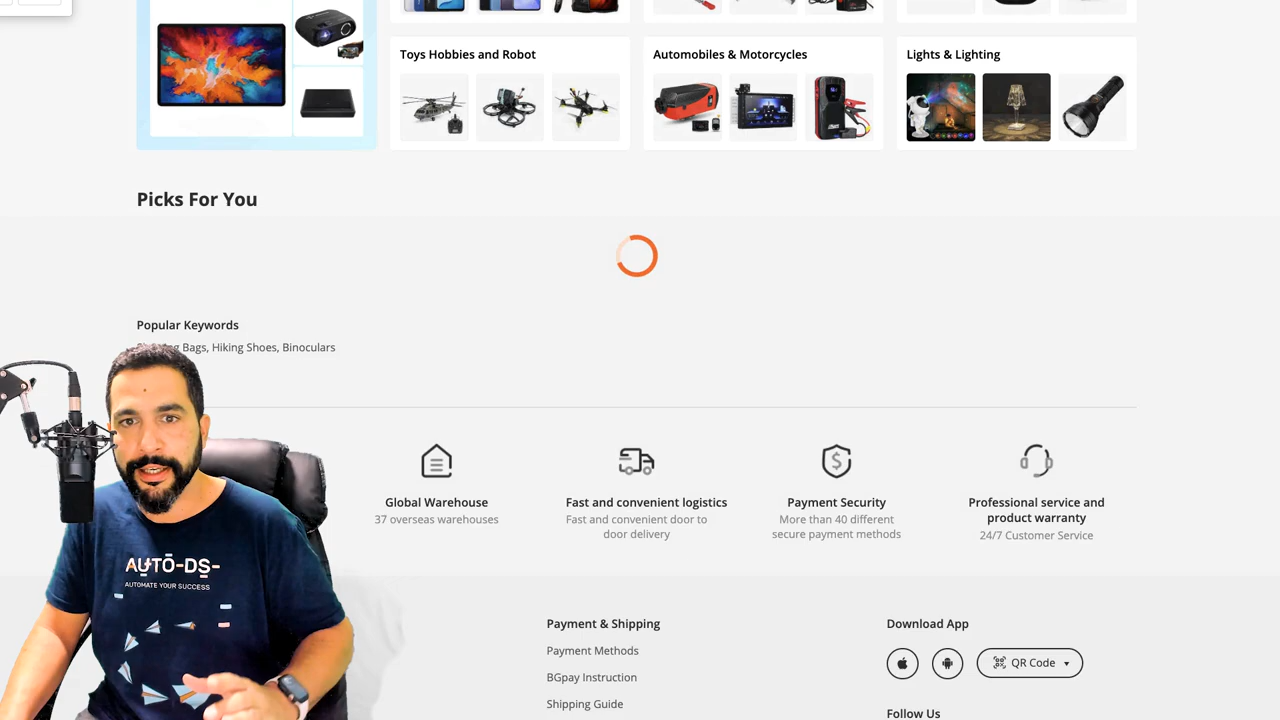 Toys Hobbies and Robot
Automobiles & Motorcycles
Lights & Lighting
Picks For You
Popular Keywords
Bags, Hiking Shoes, Binoculars
Global Warehouse
37 overseas warehouses
Fast and convenient logistics
Fast and convenient door to
door delivery
Payment Security
More than 40 different
secure payment methods
Professional service and
product warranty
24/7 Customer Service
AUTO-DS-
AUTOMATE YOUR SUCCESS
Payment & Shipping
Payment Methods
BGpay Instruction
Shipping Guide
Download App
QR Code
Follow Us